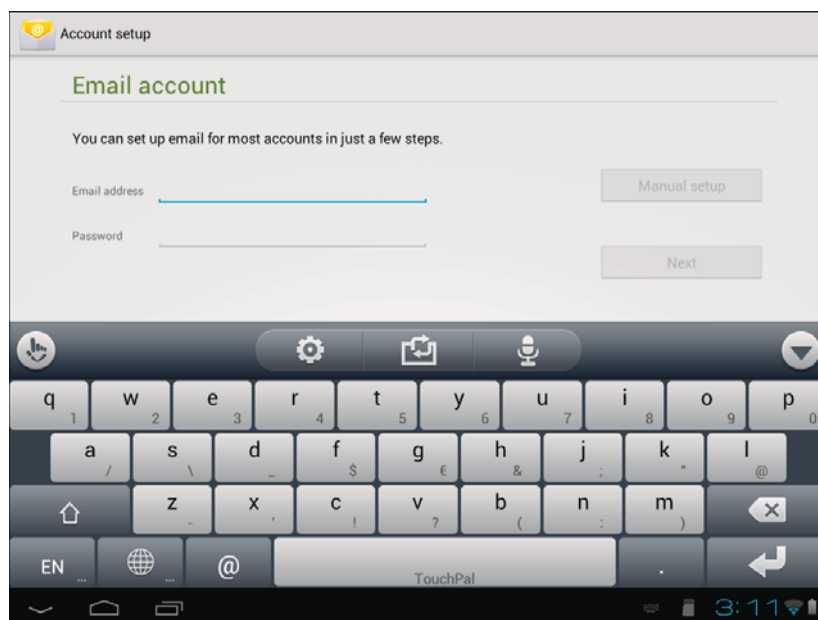 Account setup
Email account
You can set up email for most accounts in just a few steps.
Email address
Manual setup
Password
Next
q 1 w 2 e 3 r 4 t 5 y 6 u 7 i 8 o 9 p 0
a / s \ d _ f $ g € h & j ; k " l @
z - x ' c ! v ? b ( n : m )
EN ... ... @ TouchPal .
3:11